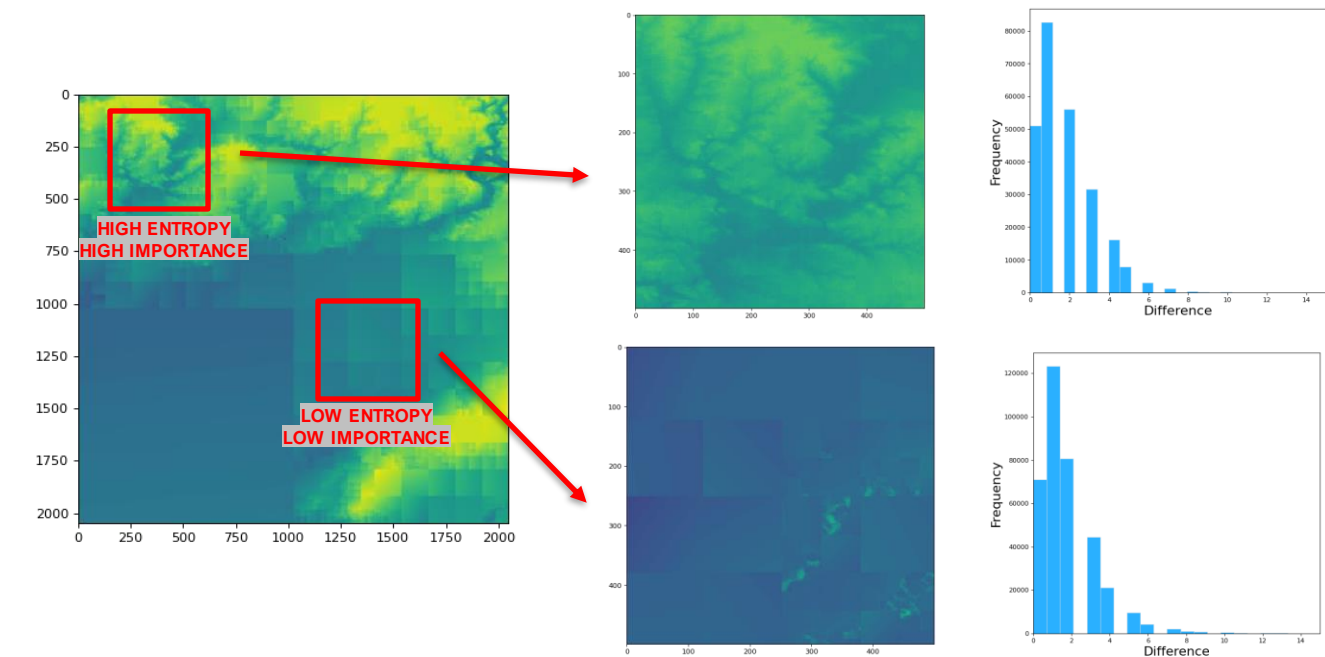 0
250
500
750
1000
1250
1500
1750
2000
0 250 500 750 1000 1250 1500 1750 2000
HIGH ENTROPY
HIGH IMPORTANCE
LOW ENTROPY
LOW IMPORTANCE
0
100
200
300
400
0 100 200 300 400
Frequency
80000
70000
60000
50000
40000
30000
20000
10000
0
0 2 4 6 8 10 12 14
Difference
0
100
200
300
400
0 100 200 300 400
Frequency
120000
100000
80000
60000
40000
20000
0
0 2 4 6 8 10 12 14
Difference